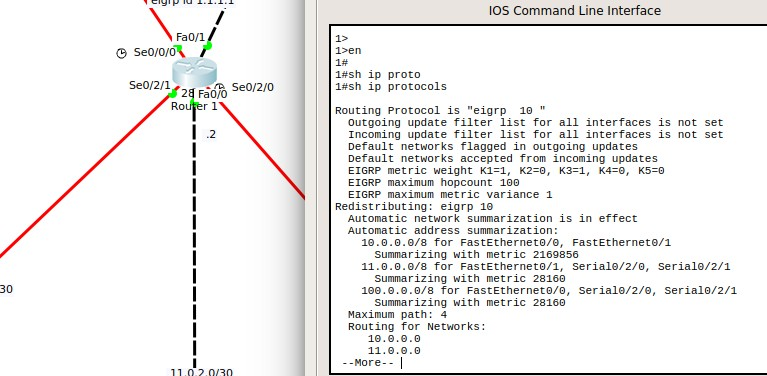 eigrp id 1.1.1.1
Fa0/1
Se0/0/0
Se0/2/1
28
Fa0/0
Se0/2/0
Router 1
.2
30
11.0.2.0/30
IOS Command Line Interface
1>
1>en
1#
1#sh ip proto
1#sh ip protocols
Routing Protocol is "eigrp  10 "
  Outgoing update filter list for all interfaces is not set
  Incoming update filter list for all interfaces is not set
  Default networks flagged in outgoing updates
  Default networks accepted from incoming updates
  EIGRP metric weight K1=1, K2=0, K3=1, K4=0, K5=0
  EIGRP maximum hopcount 100
  EIGRP maximum metric variance 1
Redistributing: eigrp 10
  Automatic network summarization is in effect
  Automatic address summarization:
    10.0.0.0/8 for FastEthernet0/0, FastEthernet0/1
      Summarizing with metric 2169856
    11.0.0.0/8 for FastEthernet0/1, Serial0/2/0, Serial0/2/1
      Summarizing with metric 28160
    100.0.0.0/8 for FastEthernet0/0, Serial0/2/0, Serial0/2/1
      Summarizing with metric 28160
  Maximum path: 4
  Routing for Networks:
     10.0.0.0
     11.0.0.0
 --More--